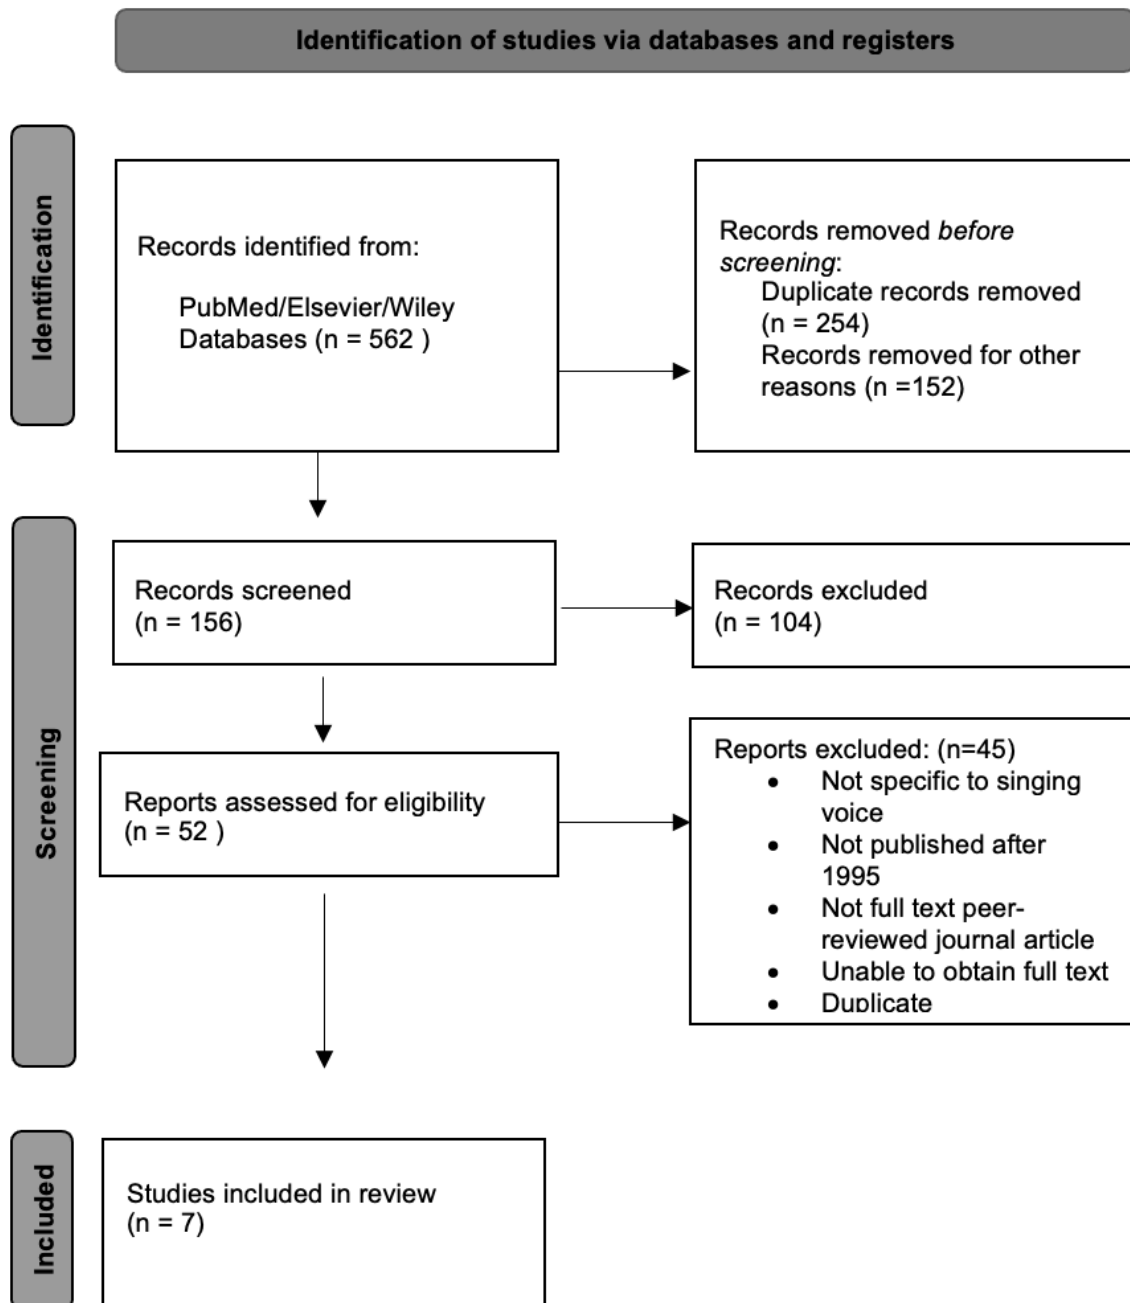 Identification of studies via databases and registers
Identification
Records identified from:
PubMed/Elsevier/Wiley
Databases (n = 562 )
Records removed before
screening:
Duplicate records removed
(n = 254)
Records removed for other
reasons (n =152)
Screening
Records screened
(n = 156)
Records excluded
(n = 104)
Reports assessed for eligibility
(n = 52 )
Reports excluded: (n=45)
• Not specific to singing
voice
• Not published after
1995
• Not full text peer-
reviewed journal article
• Unable to obtain full text
• Duplicate
Included
Studies included in review
(n = 7)